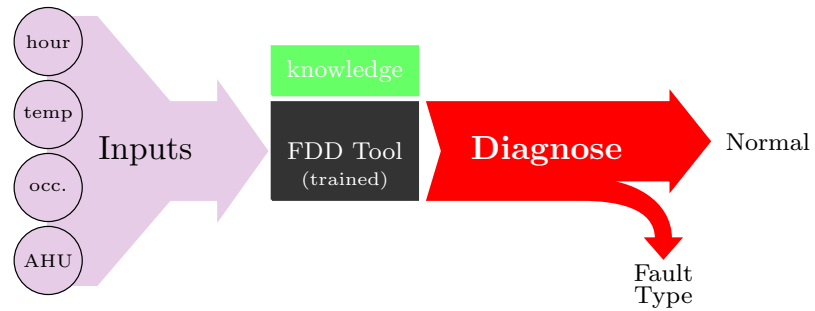 hour
temp
occ.
AHU
Inputs
knowledge
FDD Tool
(trained)
Diagnose
Normal
Fault
Type